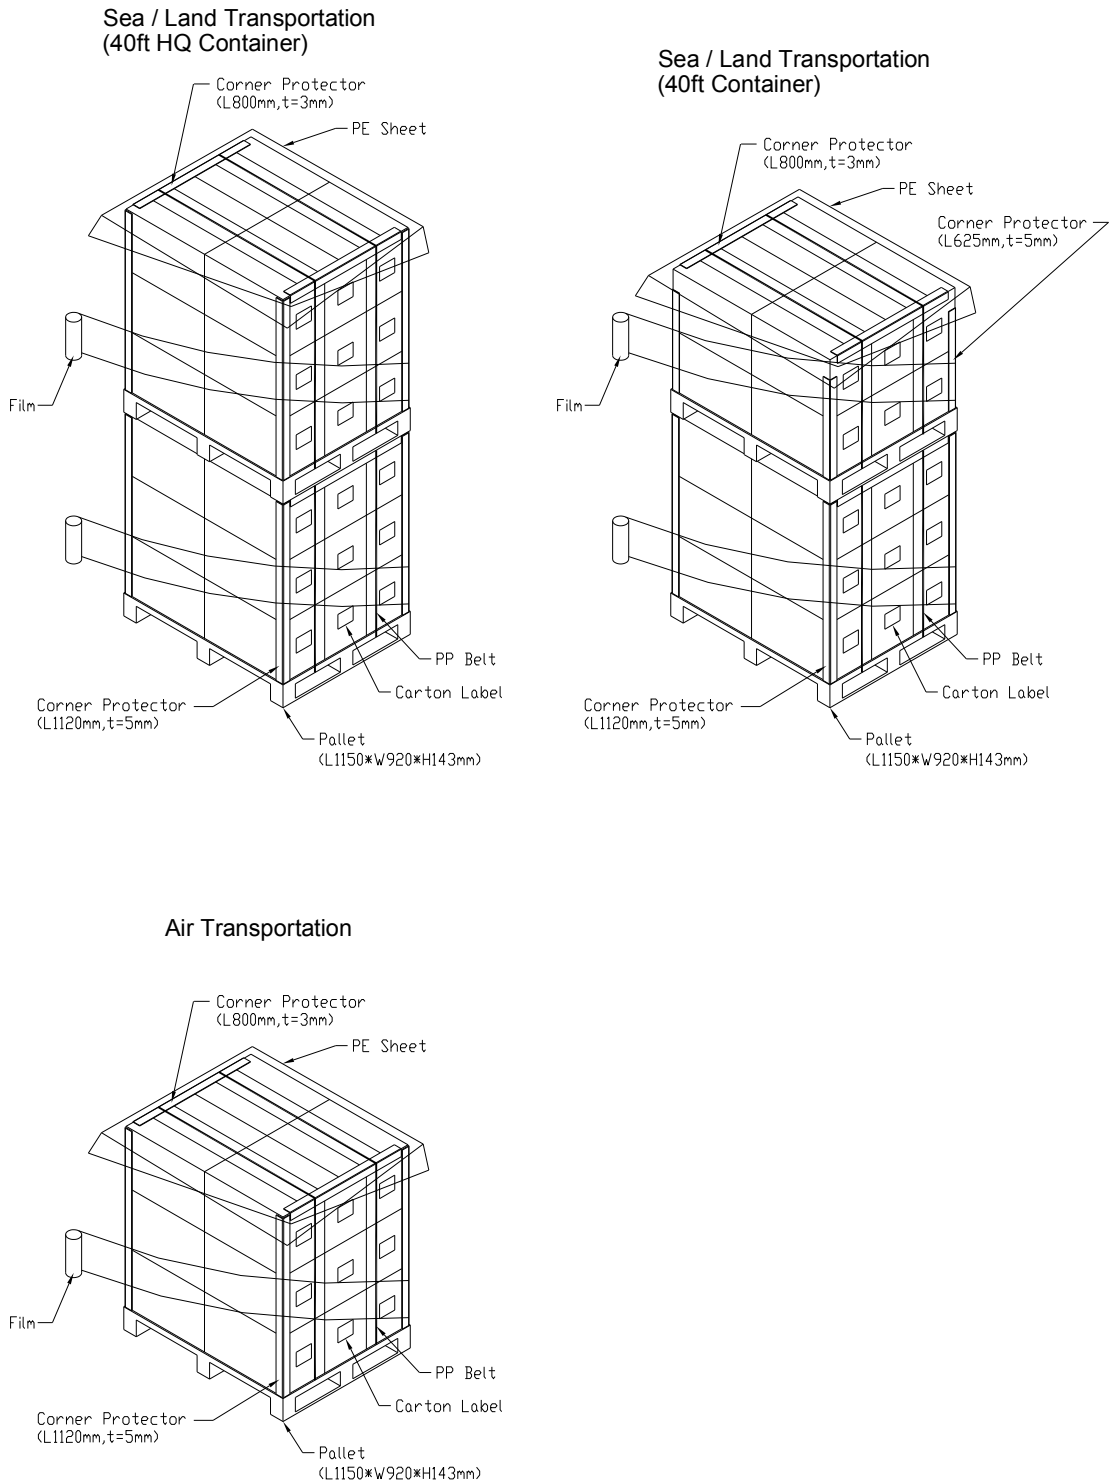 Sea / Land Transportation
(40ft HQ Container)
Corner Protector
(L800mm,t=3mm)
PE Sheet
Film
Corner Protector
(L1120mm,t=5mm)
PP Belt
Carton Label
Pallet
(L1150*W920*H143mm)
Sea / Land Transportation
(40ft Container)
Corner Protector
(L800mm,t=3mm)
PE Sheet
Corner Protector
(L625mm,t=5mm)
Film
Corner Protector
(L1120mm,t=5mm)
PP Belt
Carton Label
Pallet
(L1150*W920*H143mm)
Air Transportation
Corner Protector
(L800mm,t=3mm)
PE Sheet
Film
Corner Protector
(L1120mm,t=5mm)
PP Belt
Carton Label
Pallet
(L1150*W920*H143mm)